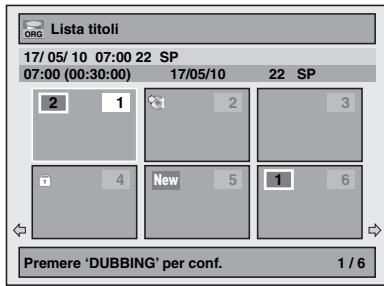 ORG Lista titoli
17/ 05/ 10 07:00 22 SP
07:00 (00:30:00) 17/05/10 22 SP
2 1 2 3
4 New 5 1 6
Premere ‘DUBBING’ per conf. 1 / 6